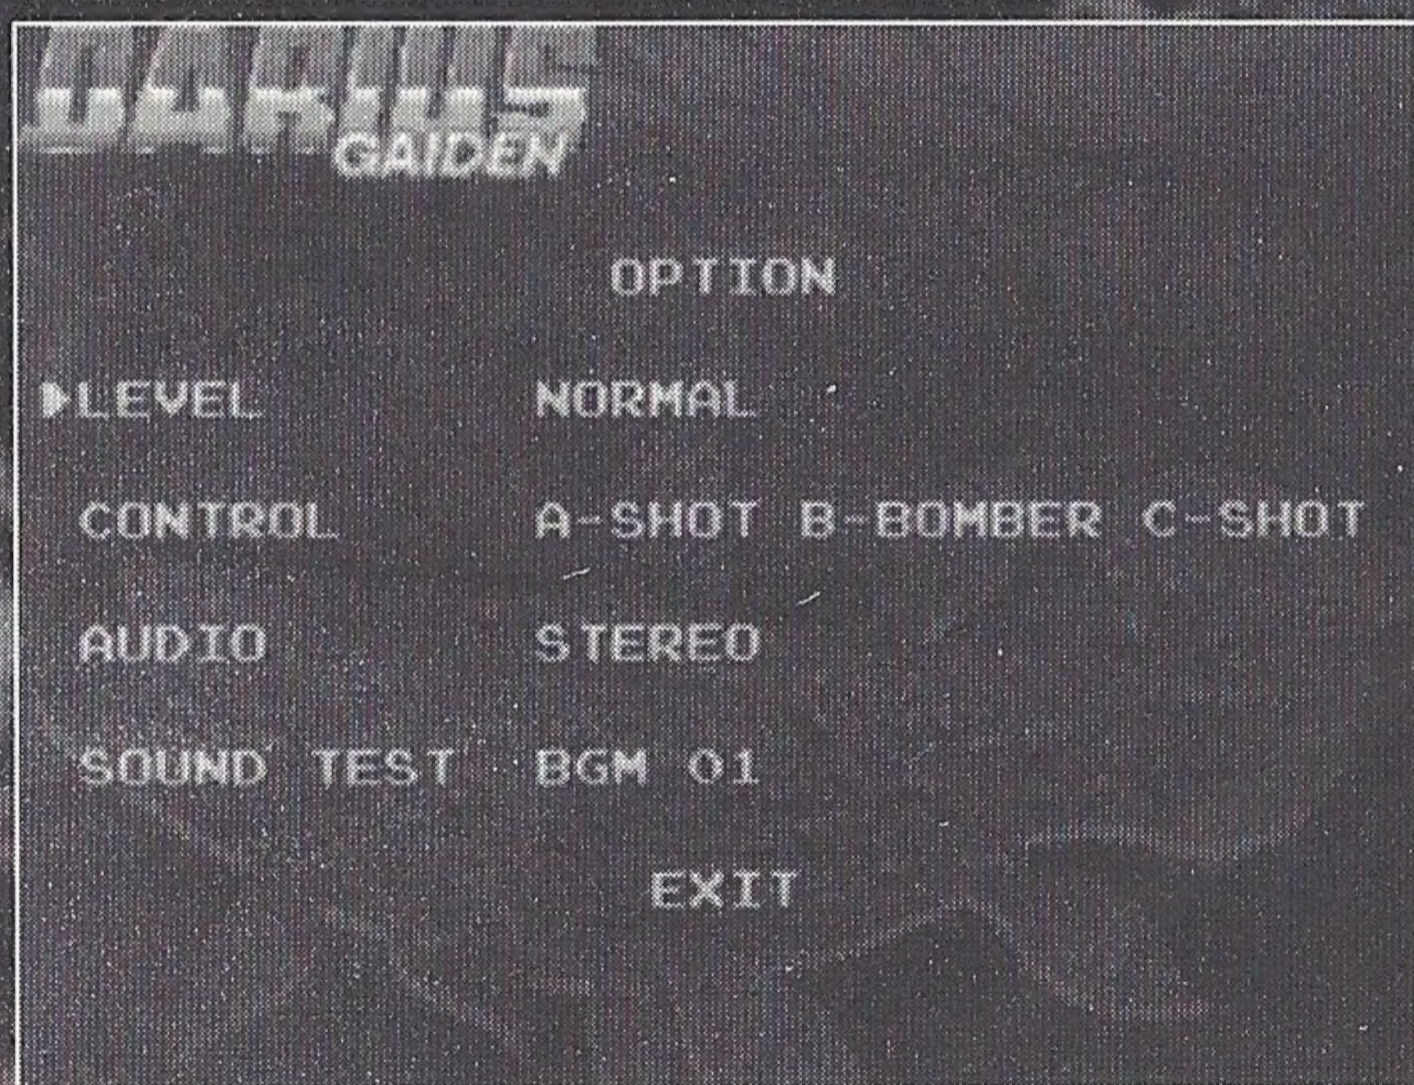 DARIUS
GAIDEN
OPTION
▶LEVEL NORMAL
CONTROL A-SHOT B-BOMBER C-SHOT
AUDIO STEREO
SOUND TEST BGM 01
EXIT